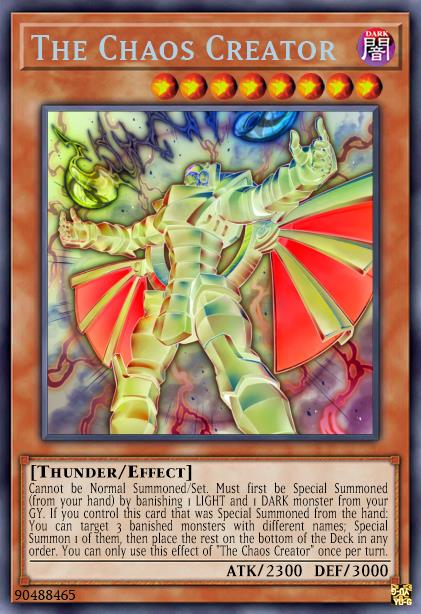 THE CHAOS CREATOR
DARK
闇
[THUNDER/EFFECT]
Cannot be Normal Summoned/Set. Must first be Special Summoned
(from your hand) by banishing 1 LIGHT and 1 DARK monster from your
GY. If you control this card that was Special Summoned from the hand:
You can target 3 banished monsters with different names; Special
Summon 1 of them, then place the rest on the bottom of the Deck in any
order. You can only use this effect of "The Chaos Creator" once per turn.
ATK/2300 DEF/3000
90488465